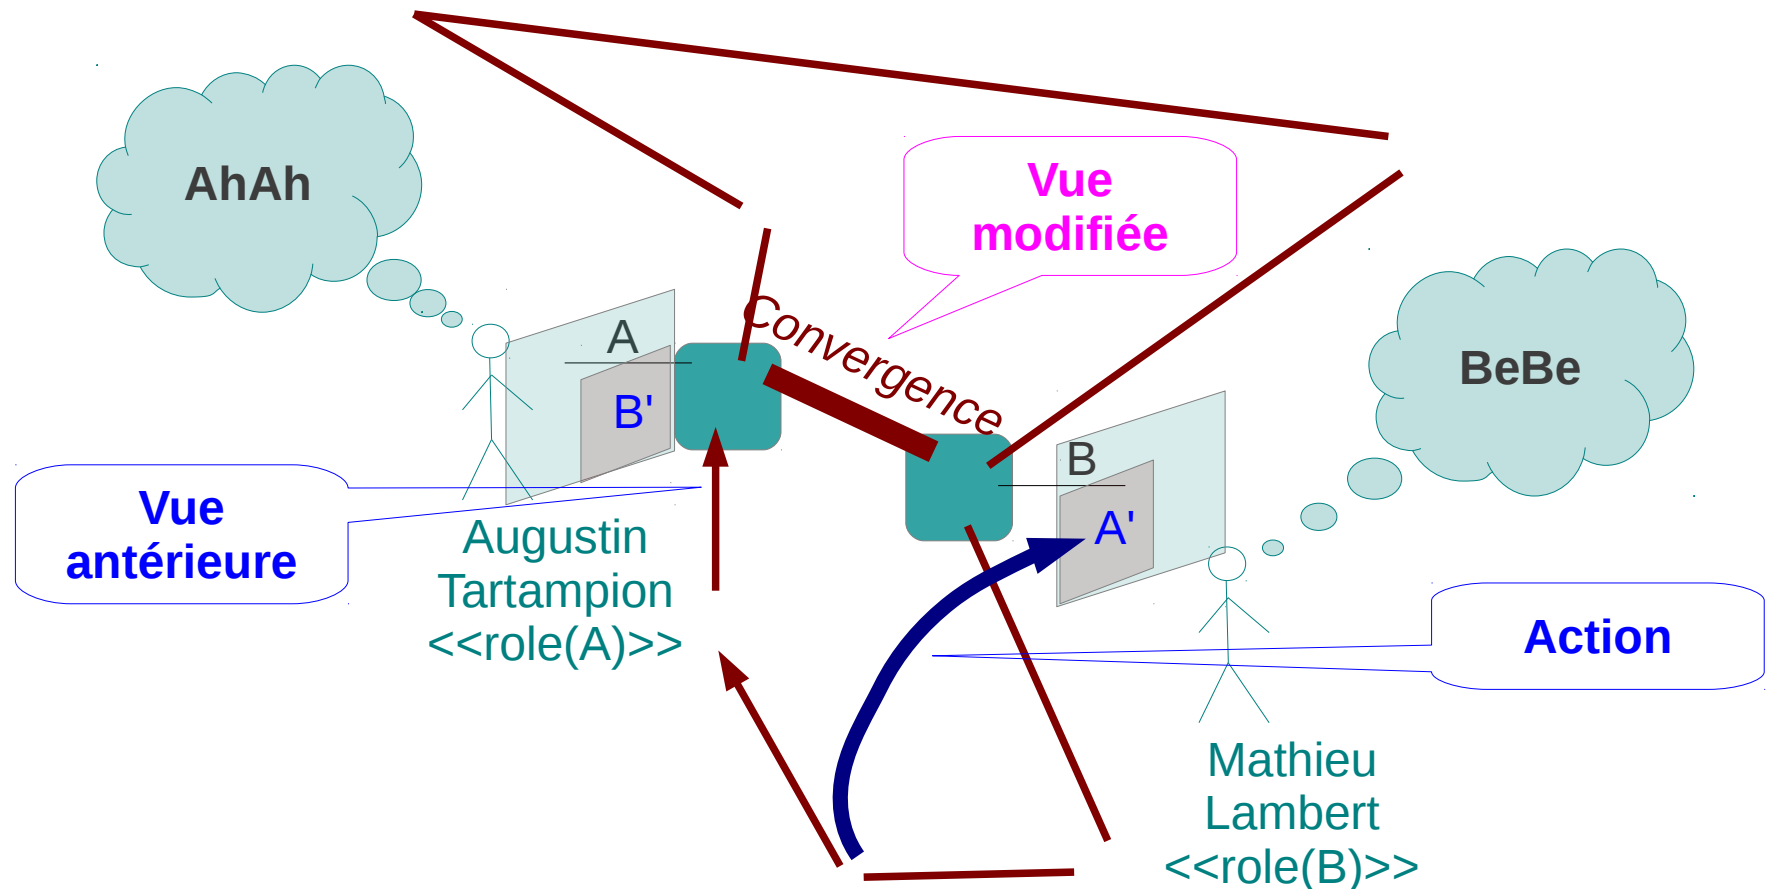 AhAh
Vue
modifiée
Convergence
A
B'
BeBe
B
A'
Vue
antérieure
Augustin
Tartampion
<<role(A)>>
Action
Mathieu
Lambert
<<role(B)>>